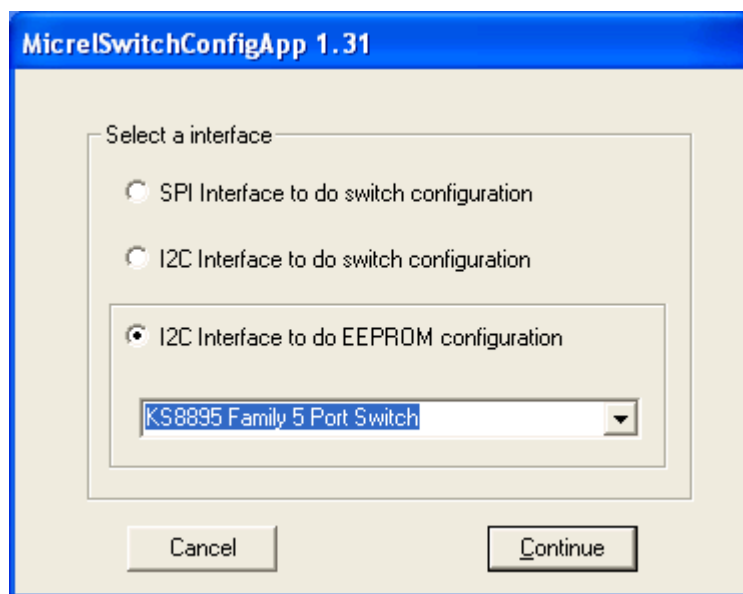 MicrelSwitchConfigApp 1.31
Select a interface
SPI Interface to do switch configuration
I2C Interface to do switch configuration
I2C Interface to do EEPROM configuration
KS8895 Family 5 Port Switch
Cancel
Continue